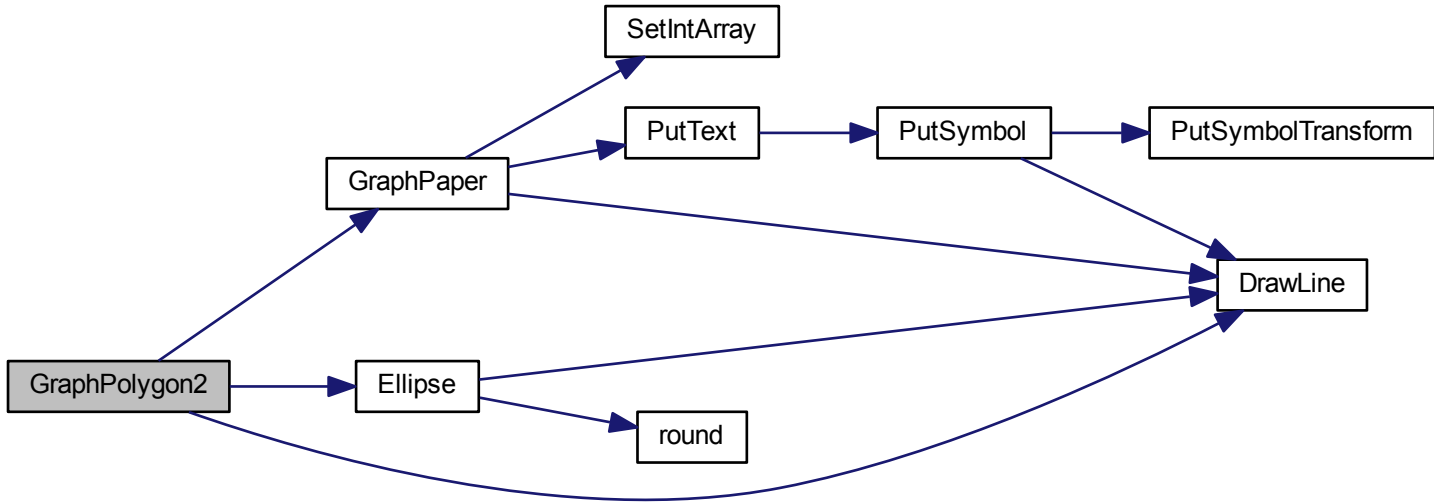 SetIntArray
PutText
PutSymbol
PutSymbolTransform
GraphPaper
DrawLine
GraphPolygon2
Ellipse
round